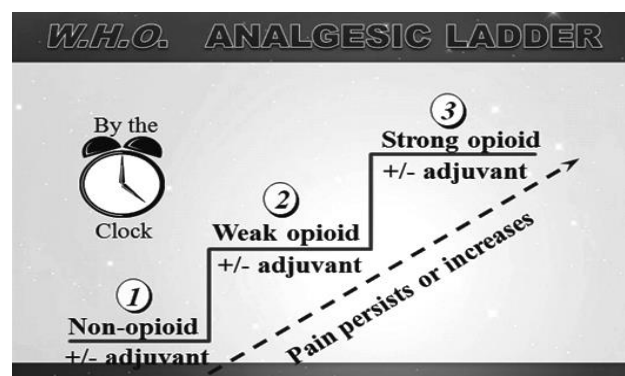 W.H.O. ANALGESIC LADDER
By the
Clock
3
Strong opioid
+/- adjuvant
2
Weak opioid
+/- adjuvant
1
Non-opioid
+/- adjuvant
Pain persists or increases